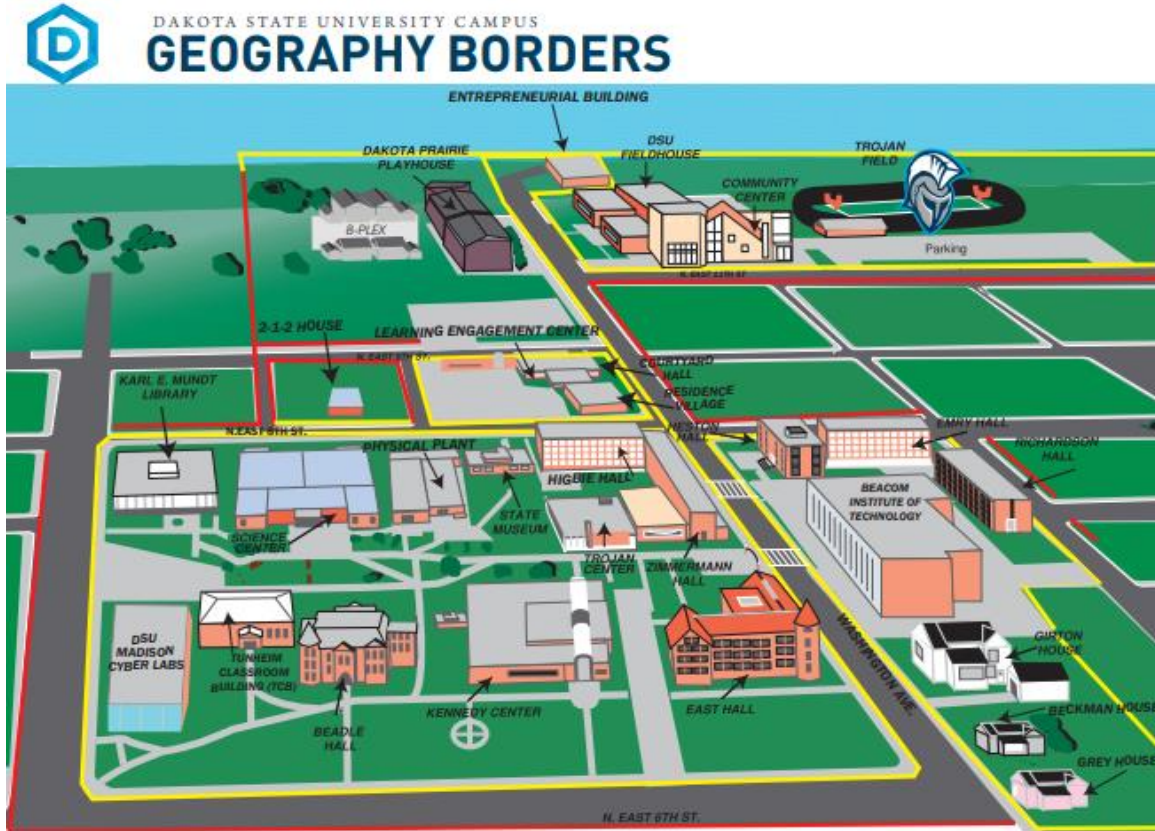 D
DAKOTA STATE UNIVERSITY CAMPUS
GEOGRAPHY BORDERS
ENTREPRENEURIAL BUILDING
DAKOTA PRAIRIE
PLAYHOUSE
DSU
FIELDHOUSE
TROJAN
FIELD
COMMUNITY
CENTER
B-PLEX
Parking
N. EAST 11TH ST
2-1-2 HOUSE
LEARNING ENGAGEMENT CENTER
N. EAST 9TH ST.
COURTYARD
HALL
KARL E. MUNDT
LIBRARY
RESIDENCE
VILLAGE
N.EAST 8TH ST.
HESTON
HALL
EMRY HALL
PHYSICAL PLANT
RICHARDSON
HALL
HIGBIE HALL
BEACOM
INSTITUTE OF
TECHNOLOGY
STATE
MUSEUM
SCIENCE
CENTER
TROJAN
CENTER
ZIMMERMANN
HALL
DSU
MADISON
CYBER LABS
TUNHEIM
CLASSROOM
BUILDING (TCB)
WASHINGTON AVE.
GIRTON
HOUSE
BEADLE
HALL
KENNEDY CENTER
EAST HALL
BECKMAN HOUSE
GREY HOUSE
N. EAST 6TH ST.